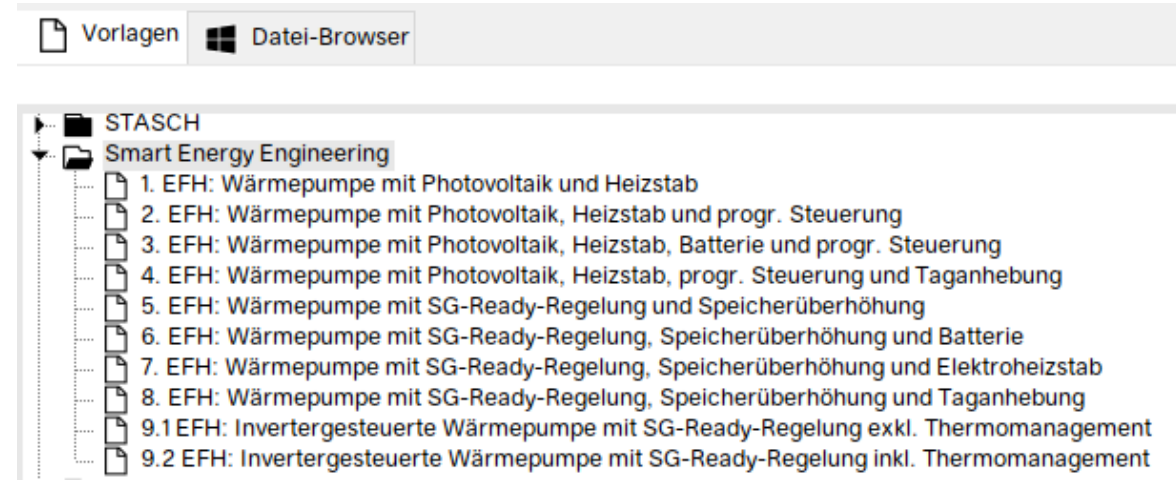 Vorlagen
Datei-Browser
STASCH
Smart Energy Engineering
1. EFH: Wärmepumpe mit Photovoltaik und Heizstab
2. EFH: Wärmepumpe mit Photovoltaik, Heizstab und progr. Steuerung
3. EFH: Wärmepumpe mit Photovoltaik, Heizstab, Batterie und progr. Steuerung
4. EFH: Wärmepumpe mit Photovoltaik, Heizstab, progr. Steuerung und Taganhebung
5. EFH: Wärmepumpe mit SG-Ready-Regelung und Speicherüberhöhung
6. EFH: Wärmepumpe mit SG-Ready-Regelung, Speicherüberhöhung und Batterie
7. EFH: Wärmepumpe mit SG-Ready-Regelung, Speicherüberhöhung und Elektroheizstab
8. EFH: Wärmepumpe mit SG-Ready-Regelung, Speicherüberhöhung und Taganhebung
9.1 EFH: Invertergesteuerte Wärmepumpe mit SG-Ready-Regelung exkl. Thermomanagement
9.2 EFH: Invertergesteuerte Wärmepumpe mit SG-Ready-Regelung inkl. Thermomanagement